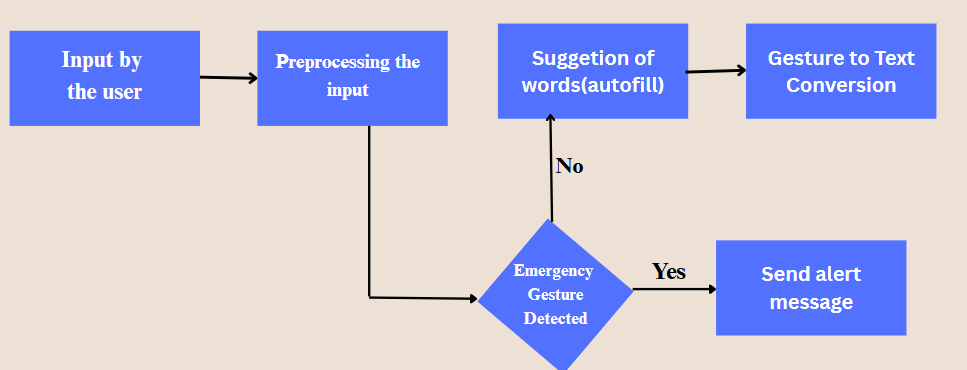 Input by
the user
Preprocessing the
input
Suggetion of
words(autofill)
Gesture to Text
Conversion
No
Emergency
Gesture
Detected
Yes
Send alert
message